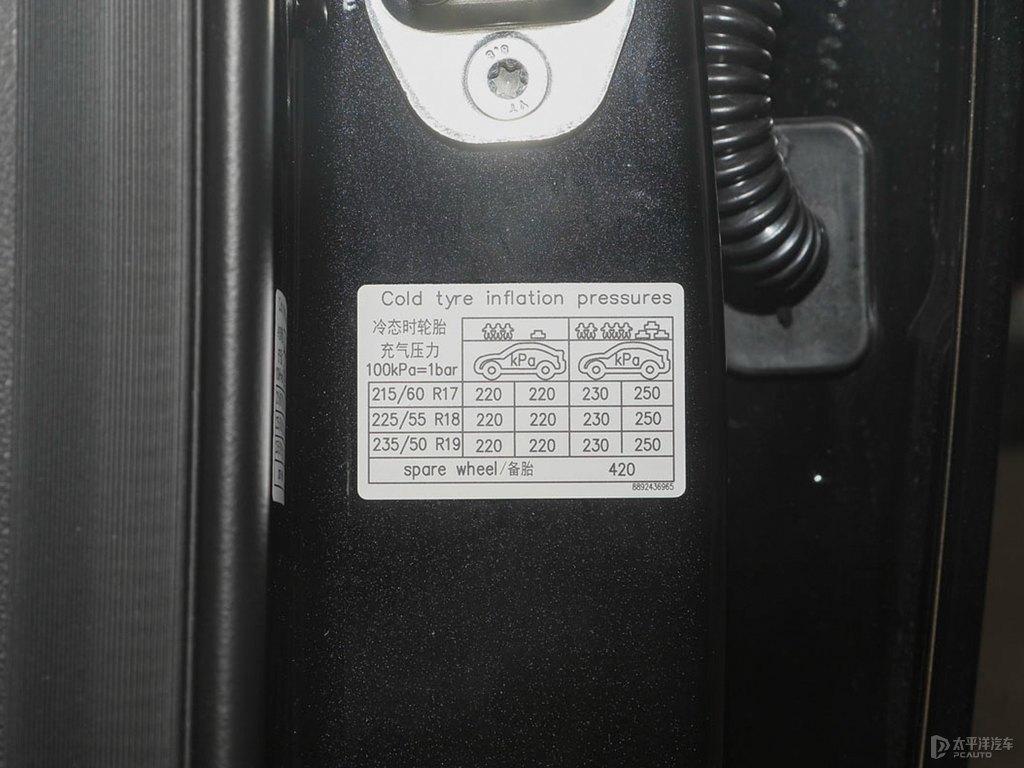 Cold tyre inflation pressures
冷态时轮胎
充气压力
100kPa=1bar
kPa kPa
215/60 R17 220 220 230 250
225/55 R18 220 220 230 250
235/50 R19 220 220 230 250
spare wheel/备胎 420
8892436965
太平洋汽车
PCAUTO